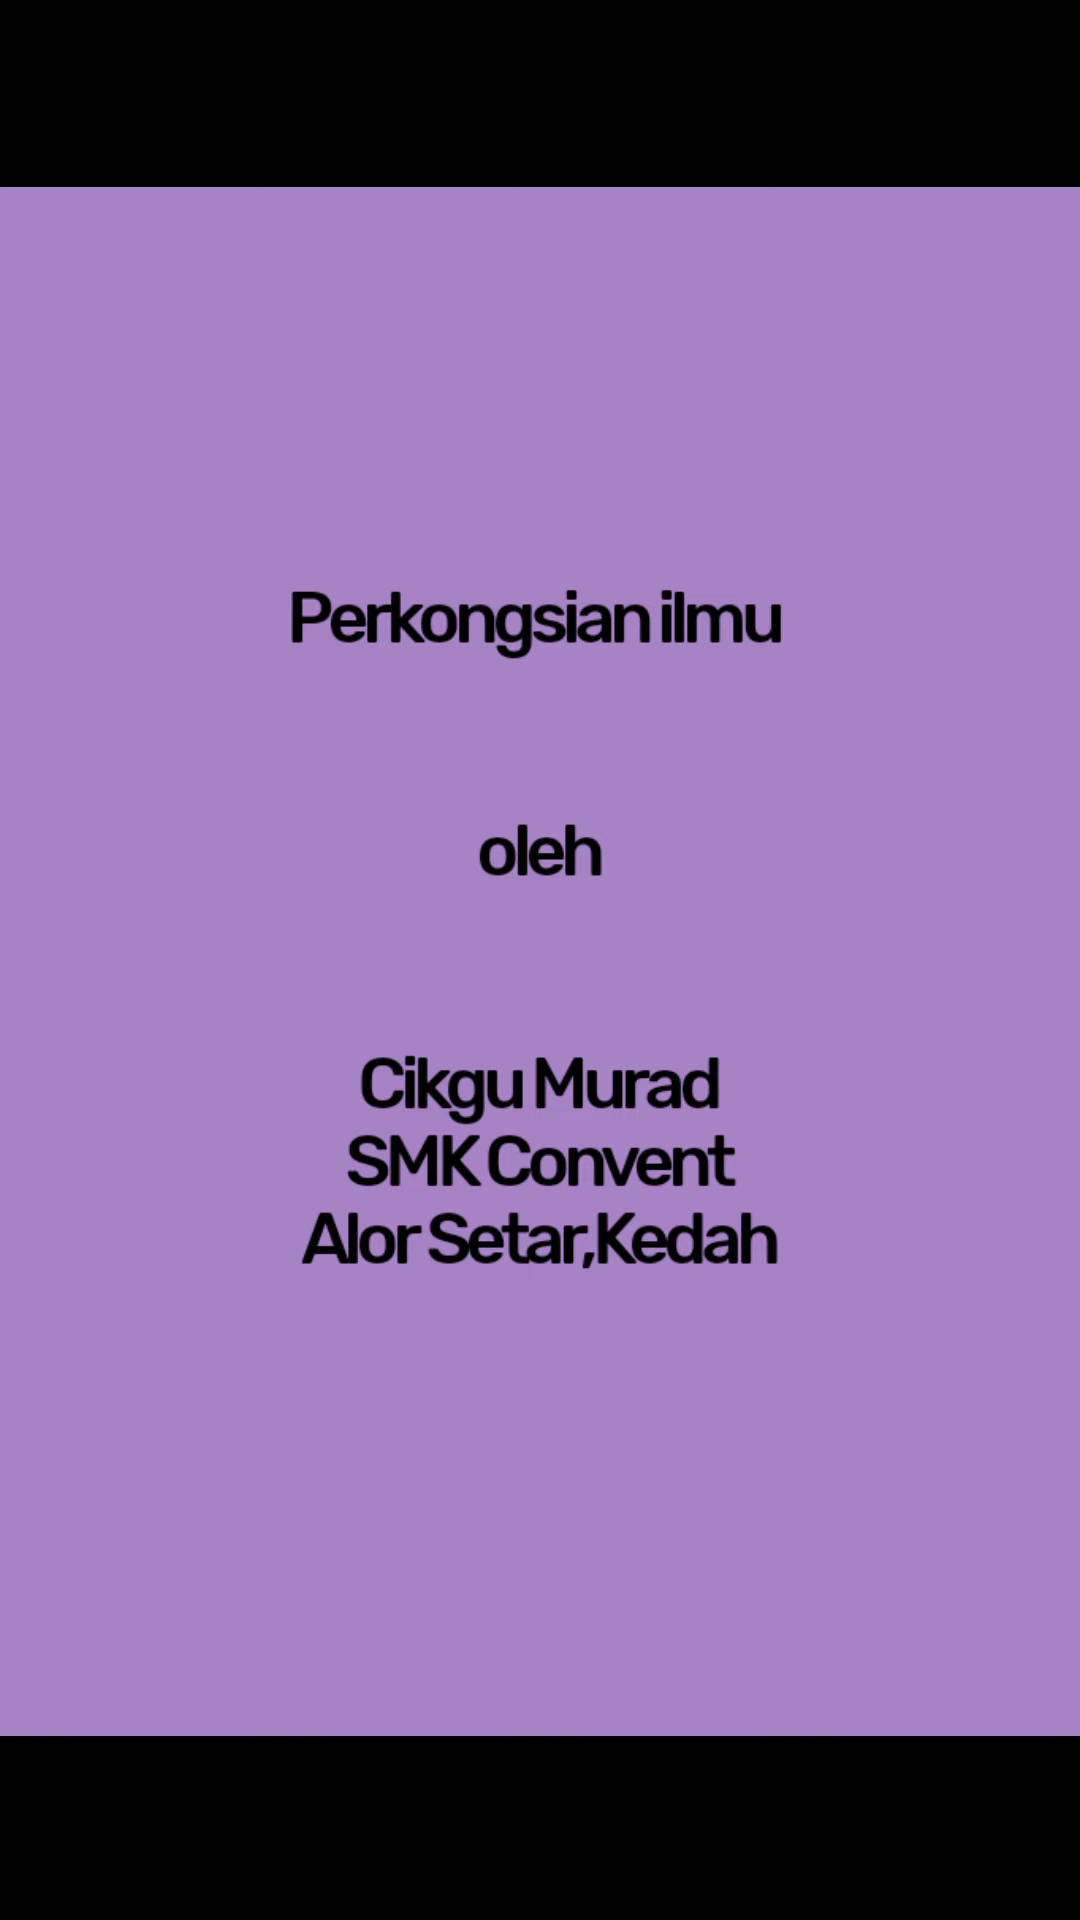 Perkongsian ilmu
oleh
Cikgu Murad
SMK Convent
Alor Setar,Kedah